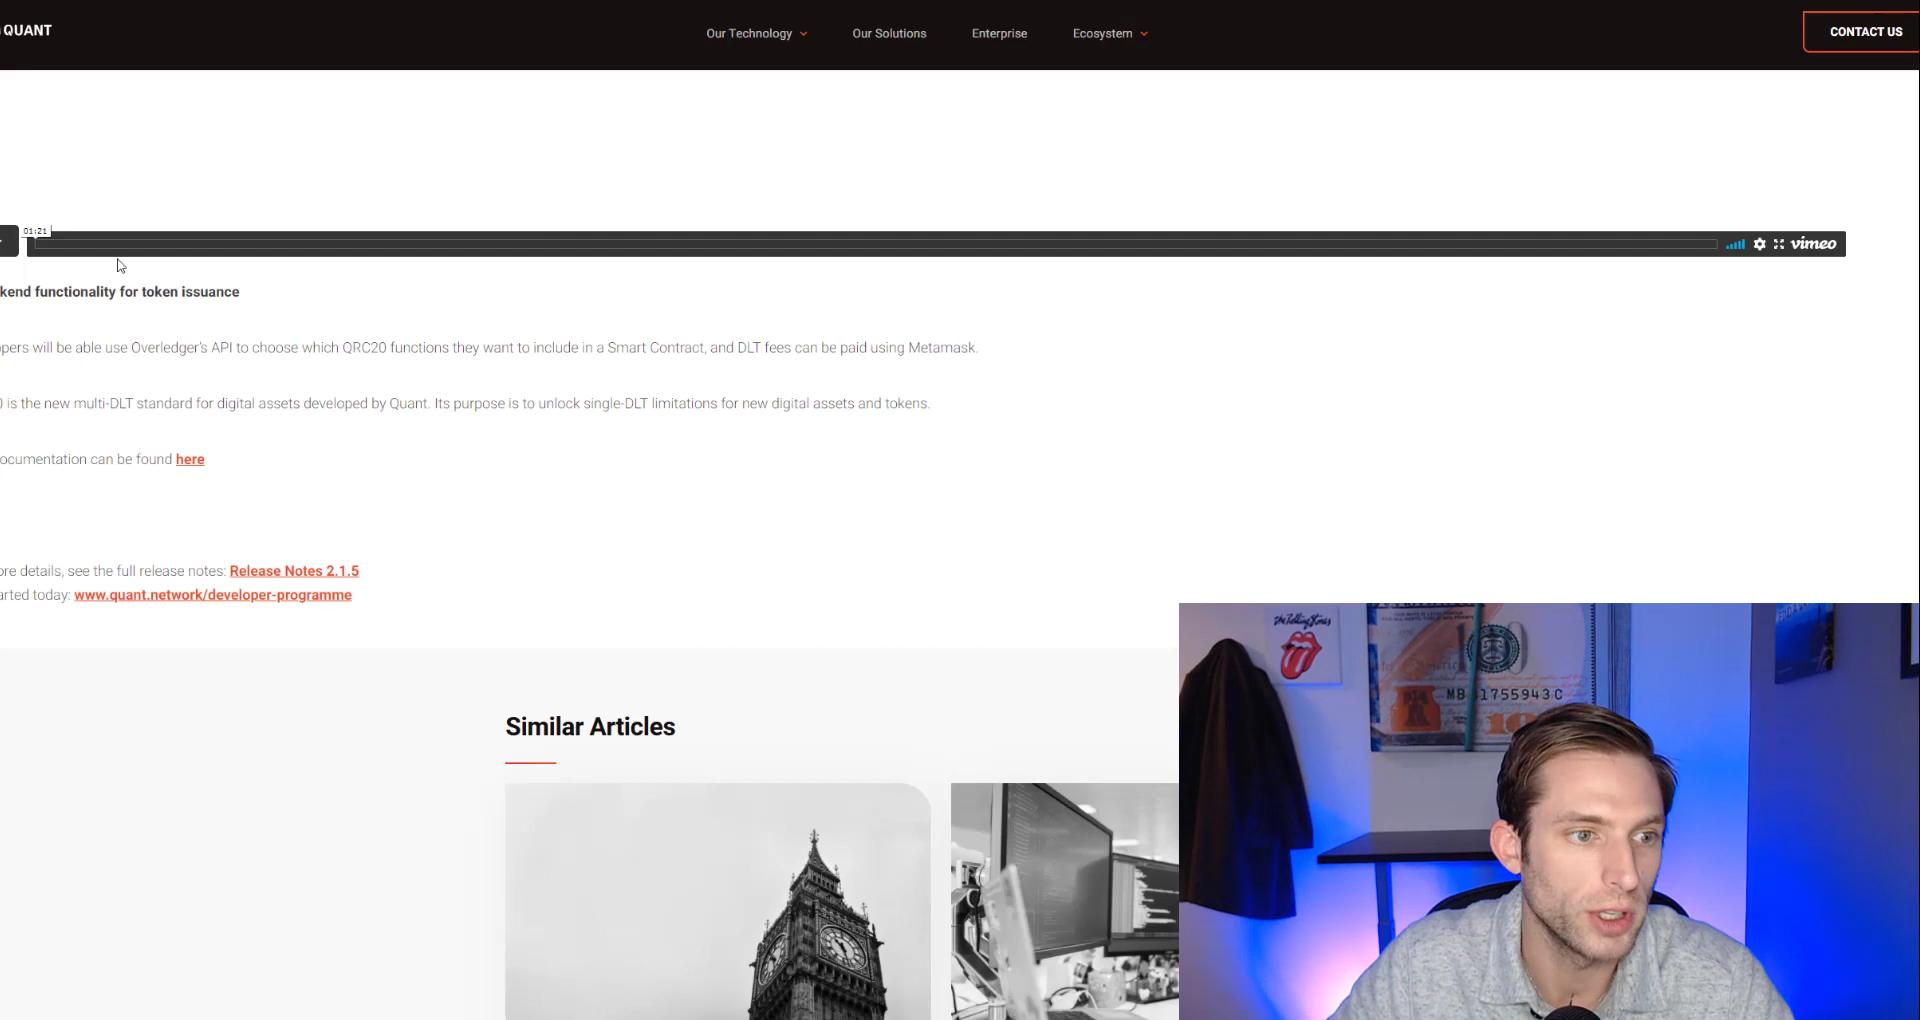 QUANT
Our Technology
Our Solutions
Enterprise
Ecosystem
CONTACT US
01:21
vimeo
kend functionality for token issuance
pers will be able use Overledger's API to choose which QRC20 functions they want to include in a Smart Contract, and DLT fees can be paid using Metamask.
0 is the new multi-DLT standard for digital assets developed by Quant. Its purpose is to unlock single-DLT limitations for new digital assets and tokens.
ocumentation can be found here
ore details, see the full release notes: Release Notes 2.1.5
arted today: www.quant.network/developer-programme
Similar Articles
The Rolling Stones